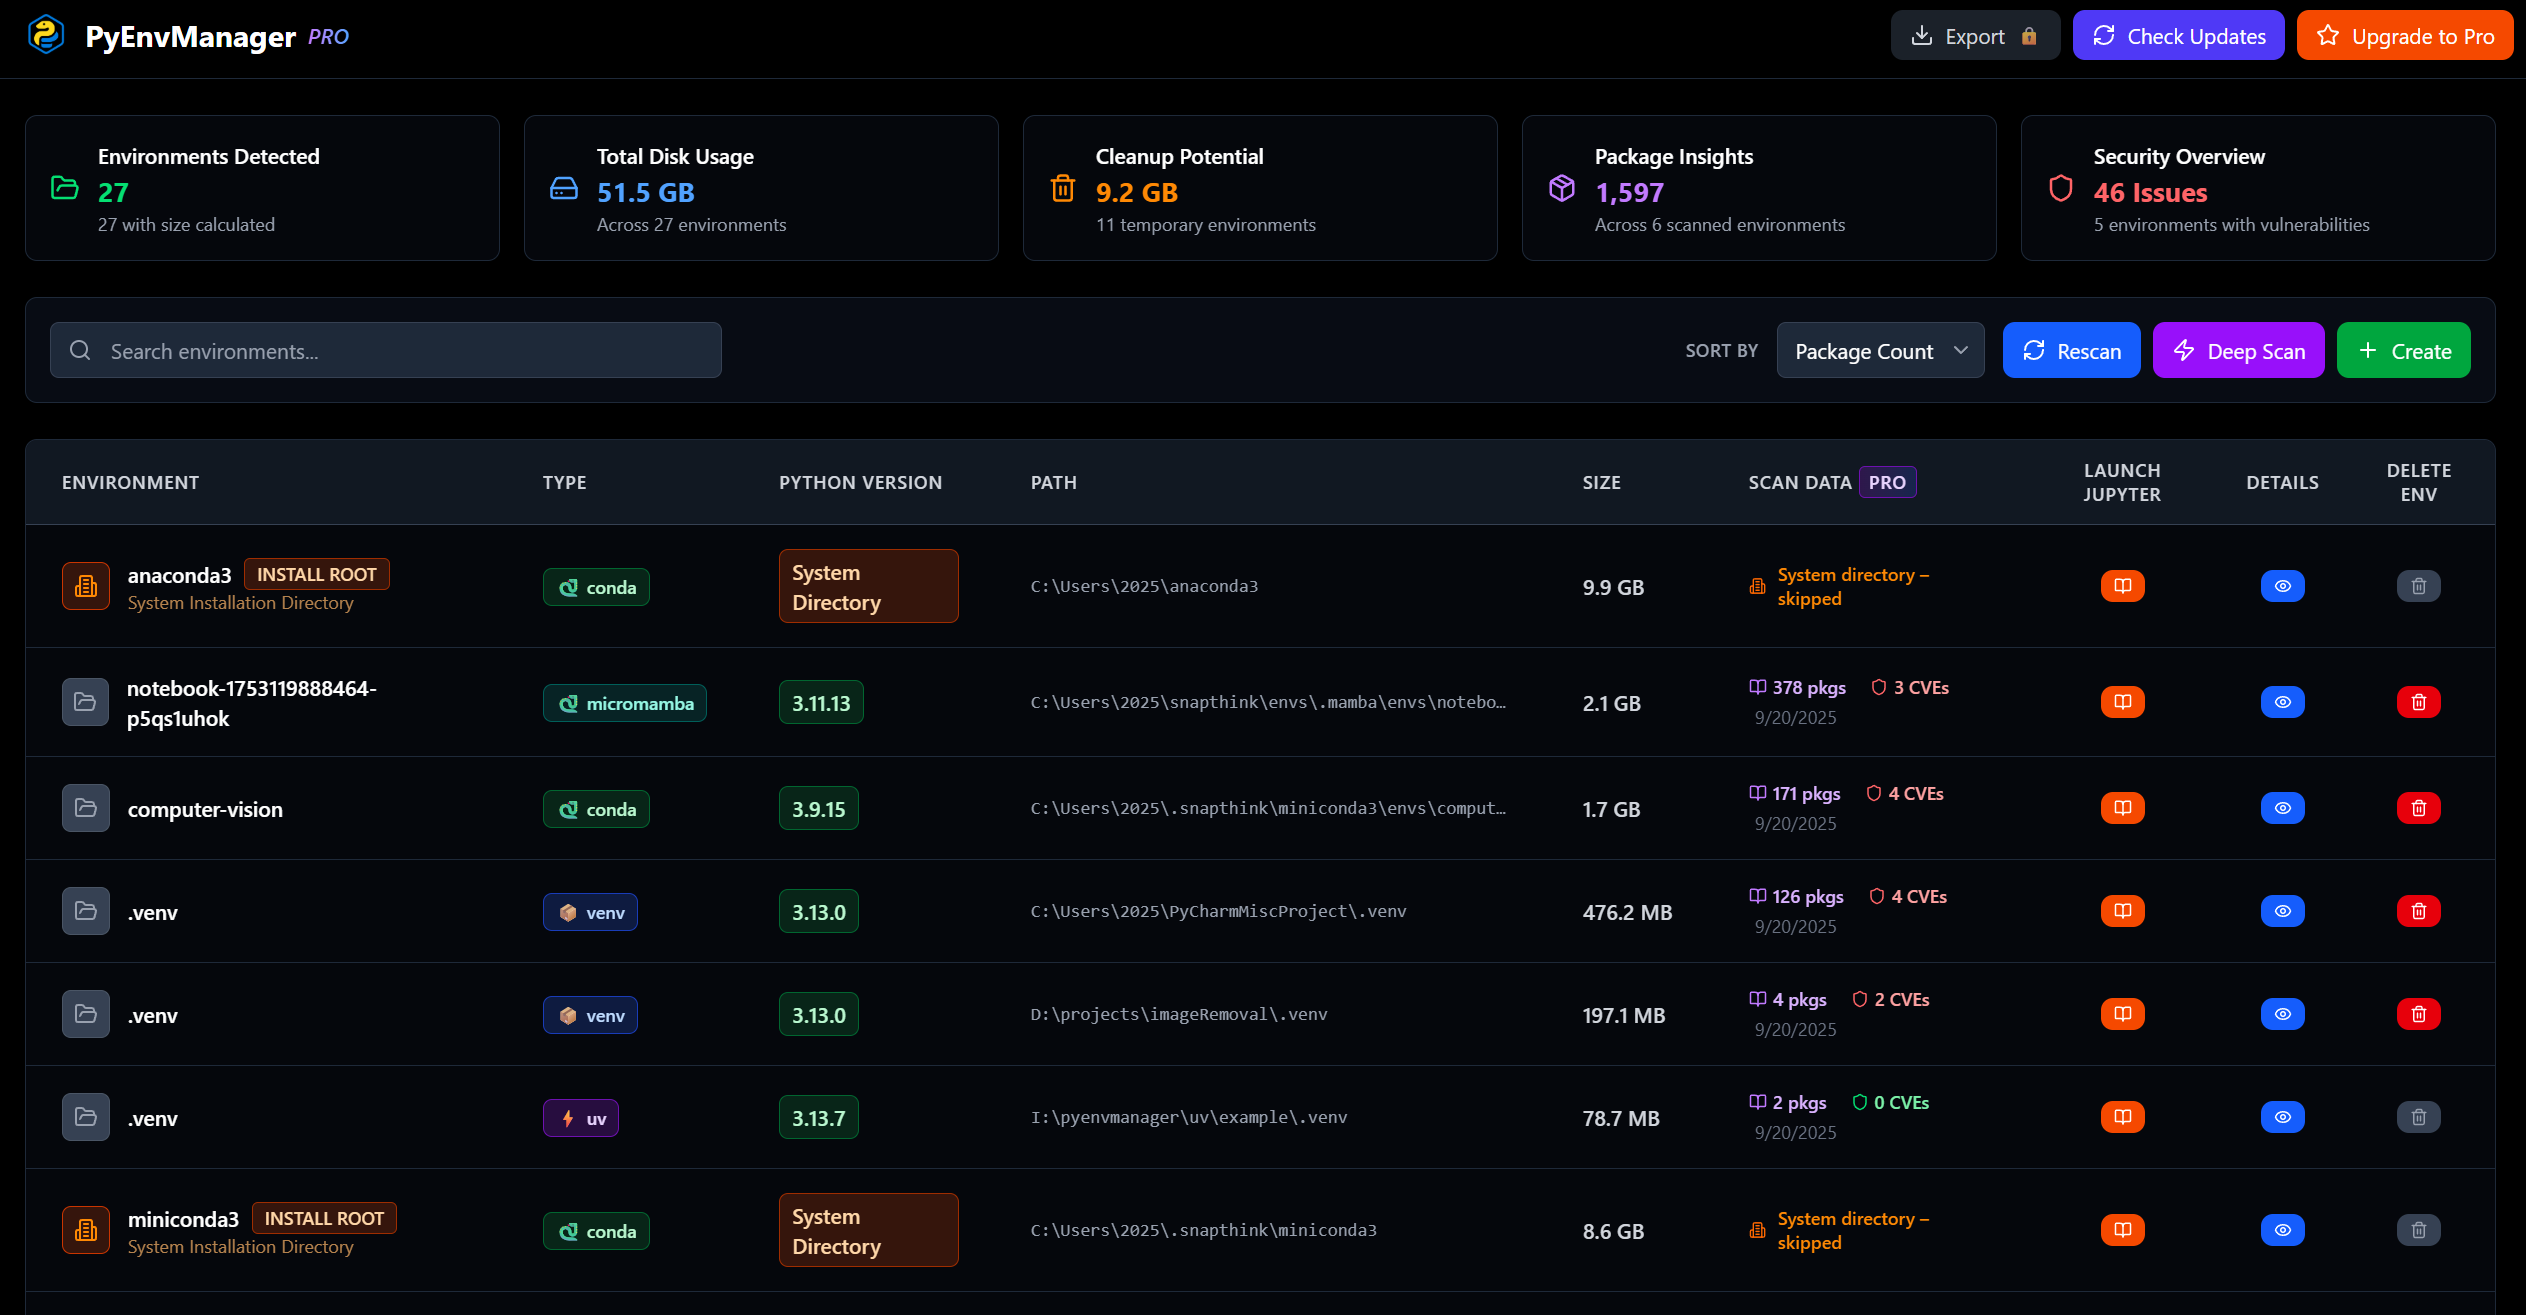 PyEnvManager PRO
Export
Check Updates
Upgrade to Pro
Environments Detected
27
27 with size calculated
Total Disk Usage
51.5 GB
Across 27 environments
Cleanup Potential
9.2 GB
11 temporary environments
Package Insights
1,597
Across 6 scanned environments
Security Overview
46 Issues
5 environments with vulnerabilities
Search environments...
SORT BY
Package Count
Rescan
Deep Scan
Create
ENVIRONMENT
TYPE
PYTHON VERSION
PATH
SIZE
SCAN DATA PRO
LAUNCH
JUPYTER
DETAILS
DELETE
ENV
anaconda3 INSTALL ROOT
System Installation Directory
conda
System
Directory
C:\Users\2025\anaconda3
9.9 GB
System directory –
skipped
notebook-1753119888464-
p5qs1uhok
micromamba
3.11.13
C:\Users\2025\snapthink\envs\.mamba\envs\notebo…
2.1 GB
378 pkgs
3 CVEs
9/20/2025
computer-vision
conda
3.9.15
C:\Users\2025\.snapthink\miniconda3\envs\comput…
1.7 GB
171 pkgs
4 CVEs
9/20/2025
.venv
venv
3.13.0
C:\Users\2025\PyCharmMiscProject\.venv
476.2 MB
126 pkgs
4 CVEs
9/20/2025
.venv
venv
3.13.0
D:\projects\imageRemoval\.venv
197.1 MB
4 pkgs
2 CVEs
9/20/2025
.venv
uv
3.13.7
I:\pyenvmanager\uv\example\.venv
78.7 MB
2 pkgs
0 CVEs
9/20/2025
miniconda3 INSTALL ROOT
System Installation Directory
conda
System
Directory
C:\Users\2025\.snapthink\miniconda3
8.6 GB
System directory –
skipped